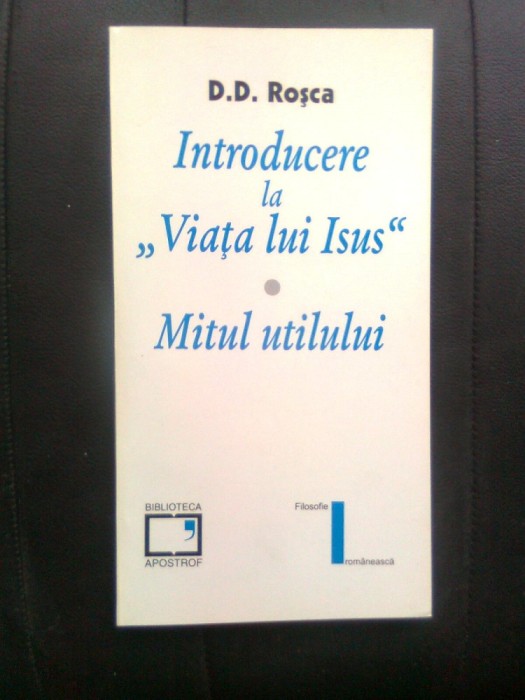 D.D. Roşca
Introducere
la
„Viaţa lui Isus“
Mitul utilului
BIBLIOTECA
APOSTROF
Filosofie
românească